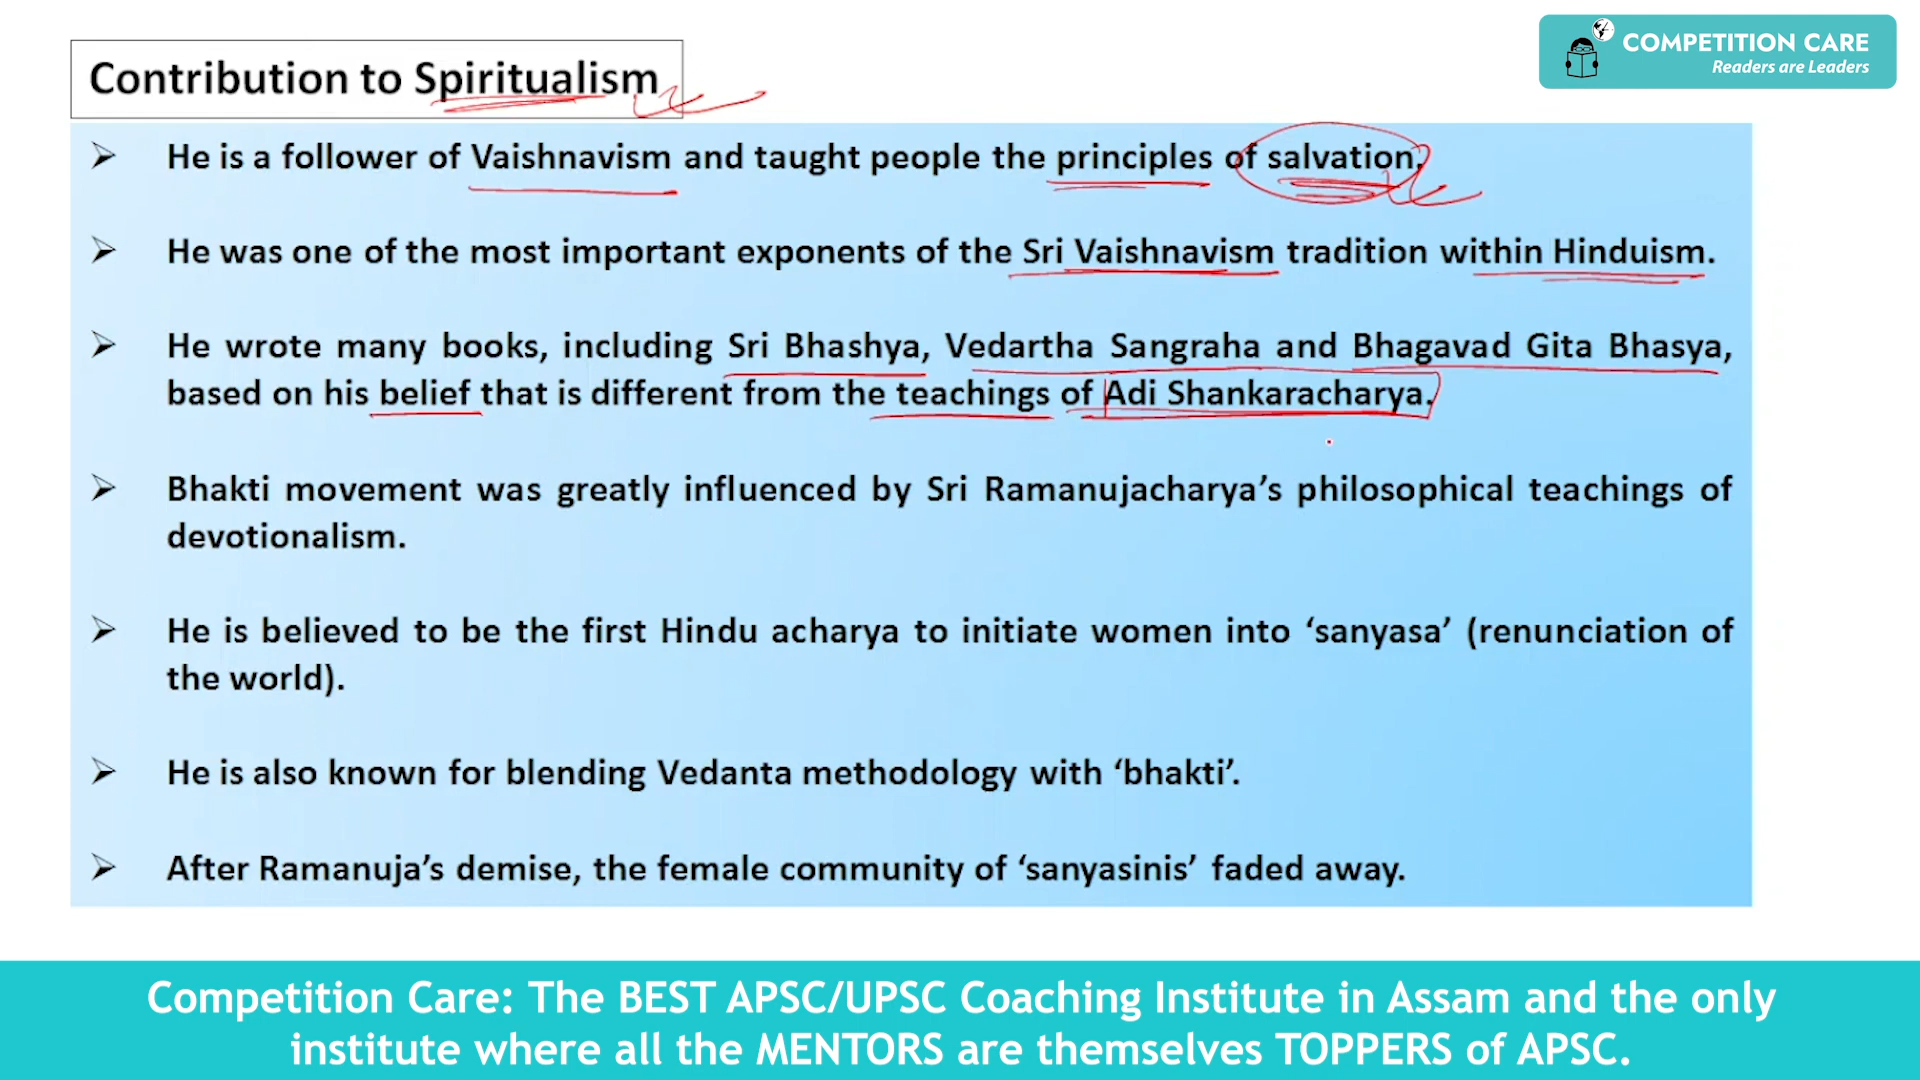 COMPETITION CARE
Readers are Leaders
Contribution to Spiritualism
He is a follower of Vaishnavism and taught people the principles of salvation.
He was one of the most important exponents of the Sri Vaishnavism tradition within Hinduism.
He wrote many books, including Sri Bhashya, Vedartha Sangraha and Bhagavad Gita Bhasya,
based on his belief that is different from the teachings of Adi Shankaracharya.
Bhakti movement was greatly influenced by Sri Ramanujacharya’s philosophical teachings of
devotionalism.
He is believed to be the first Hindu acharya to initiate women into ‘sanyasa’ (renunciation of
the world).
He is also known for blending Vedanta methodology with ‘bhakti’.
After Ramanuja’s demise, the female community of ‘sanyasinis’ faded away.
Competition Care: The BEST APSC/UPSC Coaching Institute in Assam and the only
institute where all the MENTORS are themselves TOPPERS of APSC.